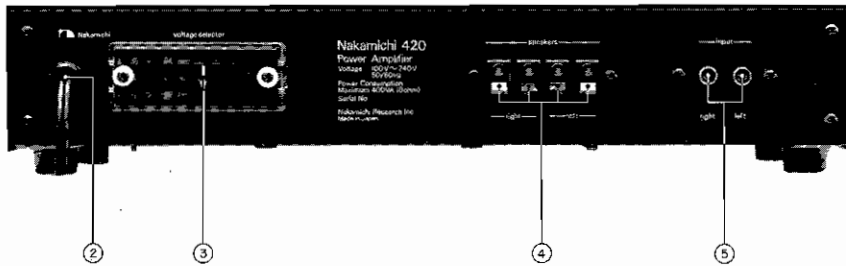 Nakamichi
voltage selector
Nakamichi 420
Power Amplifier
Voltage 100V～240V
50/60Hz
Power Consumption
Maximum 400VA (8ohm)
Serial No
Nakamichi Research Inc
Made in Japan
speakers
input
right
left
right
left
② ③ ④ ⑤